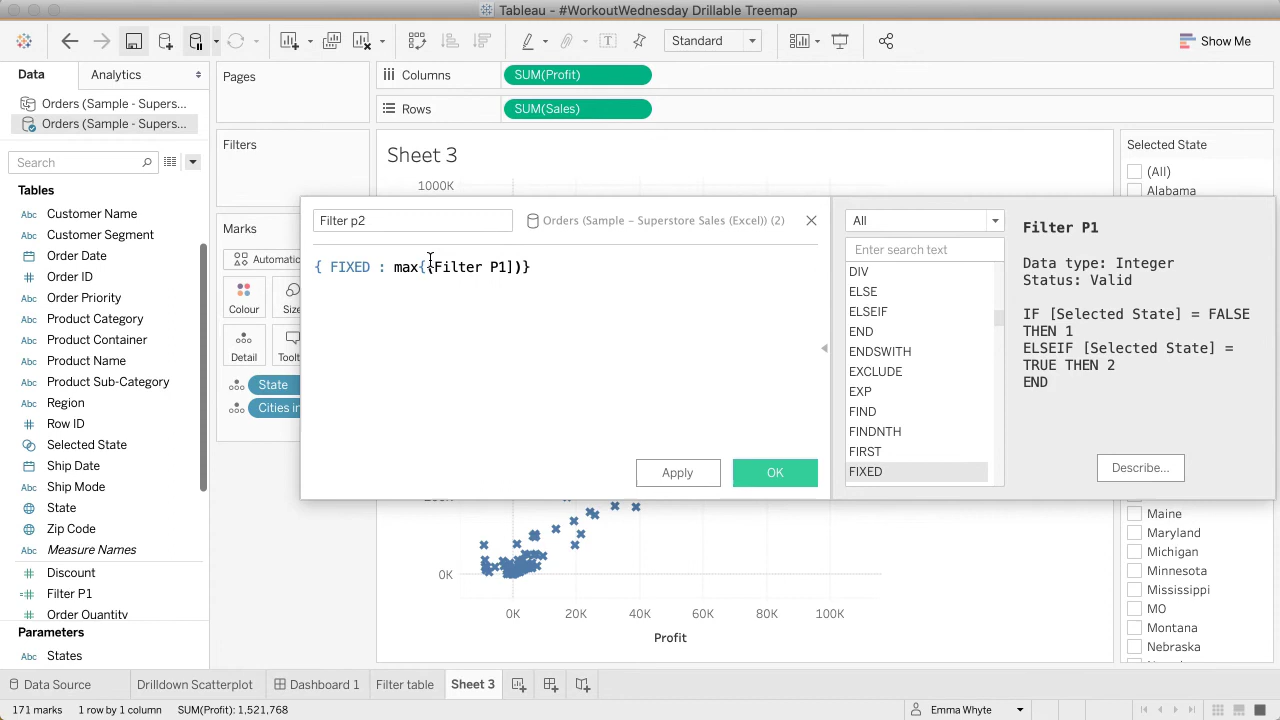 Tableau - #WorkoutWednesday Drillable Treemap
Standard
Show Me
Data
Analytics
Orders (Sample - Supers...
Orders (Sample - Supers...
Search
Tables
Customer Name
Customer Segment
Order Date
Order ID
Order Priority
Product Category
Product Container
Product Name
Product Sub-Category
Region
Row ID
Selected State
Ship Date
Ship Mode
State
Zip Code
Measure Names
Discount
Filter P1
Order Quantity
Parameters
States
Pages
Filters
Marks
Automatic
Colour
Size
Detail
Toolt
State
Cities in
Columns
SUM(Profit)
Rows
SUM(Sales)
Sheet 3
1000K
0K
0K
20K
40K
60K
80K
100K
Profit
Filter p2
Orders (Sample – Superstore Sales (Excel)) (2)
{ FIXED : max{[Filter P1])}
Apply
OK
All
Enter search text
DIV
ELSE
ELSEIF
END
ENDSWITH
EXCLUDE
EXP
FIND
FINDNTH
FIRST
FIXED
Filter P1
Data type: Integer
Status: Valid
IF [Selected State] = FALSE
THEN 1
ELSEIF [Selected State] =
TRUE THEN 2
END
Describe...
Selected State
(All)
Alabama
Maine
Maryland
Michigan
Minnesota
Mississippi
MO
Montana
Nebraska
Data Source
Drilldown Scatterplot
Dashboard 1
Filter table
Sheet 3
171 marks
1 row by 1 column
SUM(Profit): 1,521,768
Emma Whyte